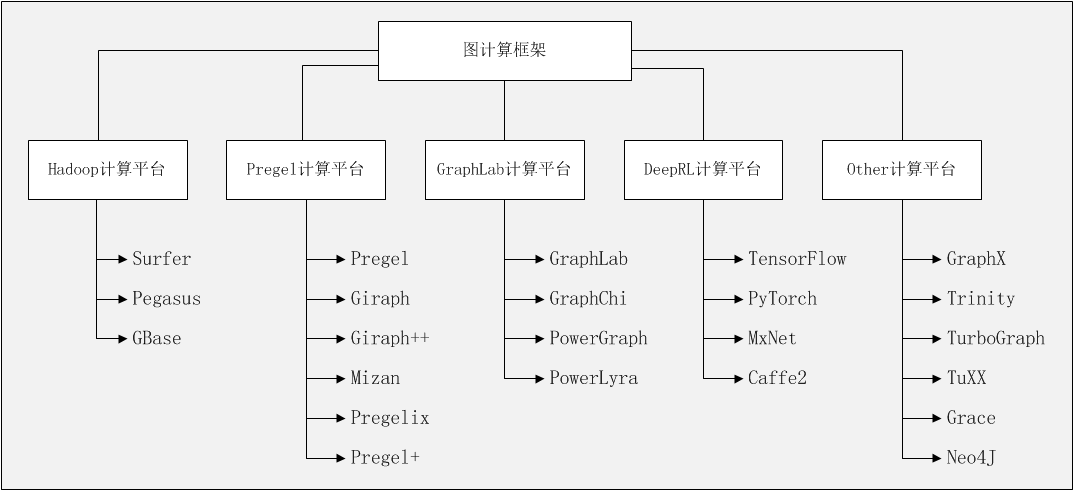 图计算框架
Hadoop计算平台
Pregel计算平台
GraphLab计算平台
DeepRL计算平台
Other计算平台
Surfer
Pegasus
GBase
Pregel
Giraph
Giraph++
Mizan
Pregelix
Pregel+
GraphLab
GraphChi
PowerGraph
PowerLyra
TensorFlow
PyTorch
MxNet
Caffe2
GraphX
Trinity
TurboGraph
TuXX
Grace
Neo4J